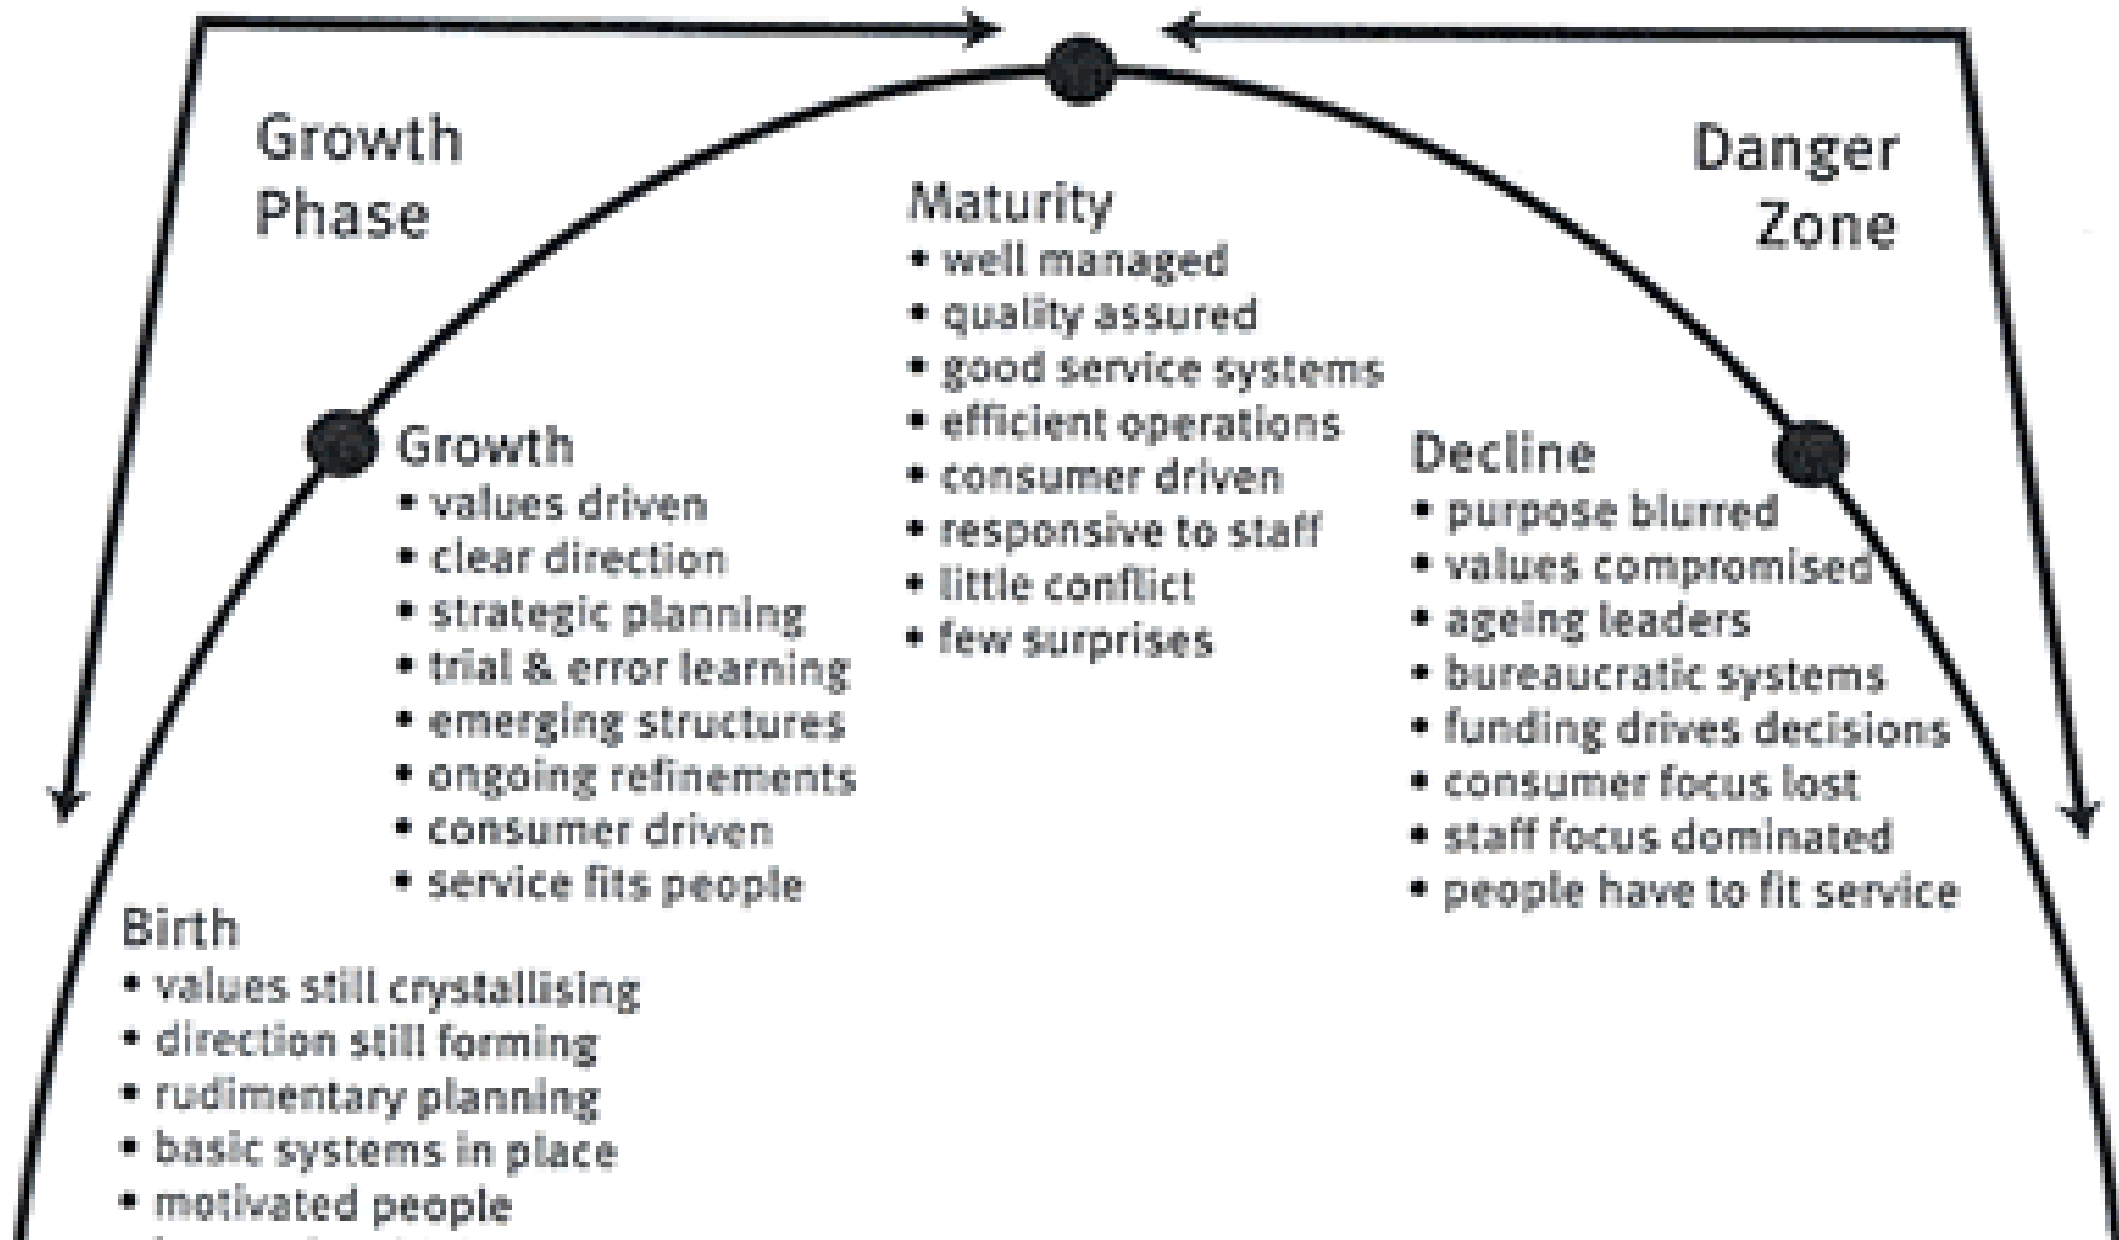 Growth
Phase
Danger
Zone
Maturity
• well managed
• quality assured
• good service systems
• efficient operations
• consumer driven
• responsive to staff
• little conflict
• few surprises
Growth
• values driven
• clear direction
• strategic planning
• trial & error learning
• emerging structures
• ongoing refinements
• consumer driven
• service fits people
Decline
• purpose blurred
• values compromised
• ageing leaders
• bureaucratic systems
• funding drives decisions
• consumer focus lost
• staff focus dominated
• people have to fit service
Birth
• values still crystallising
• direction still forming
• rudimentary planning
• basic systems in place
• motivated people